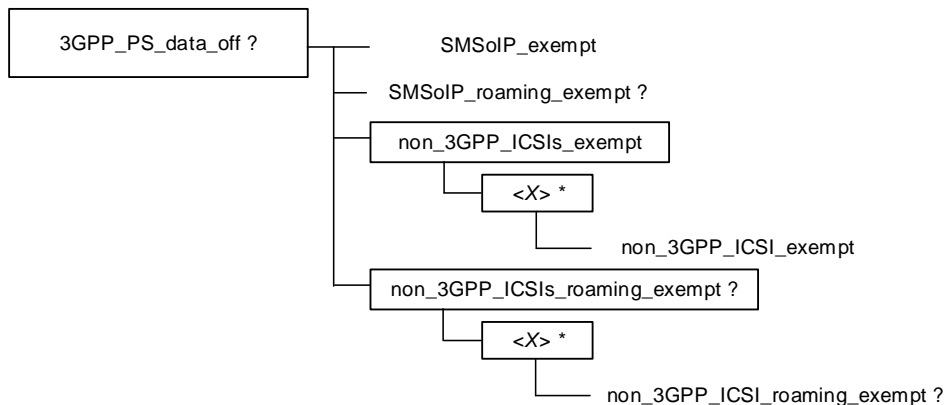 3GPP_PS_data_off ?
SMSoIP_exempt
SMSoIP_roaming_exempt ?
non_3GPP_ICSIs_exempt
<X> *
non_3GPP_ICSI_exempt
non_3GPP_ICSIs_roaming_exempt ?
<X> *
non_3GPP_ICSI_roaming_exempt ?